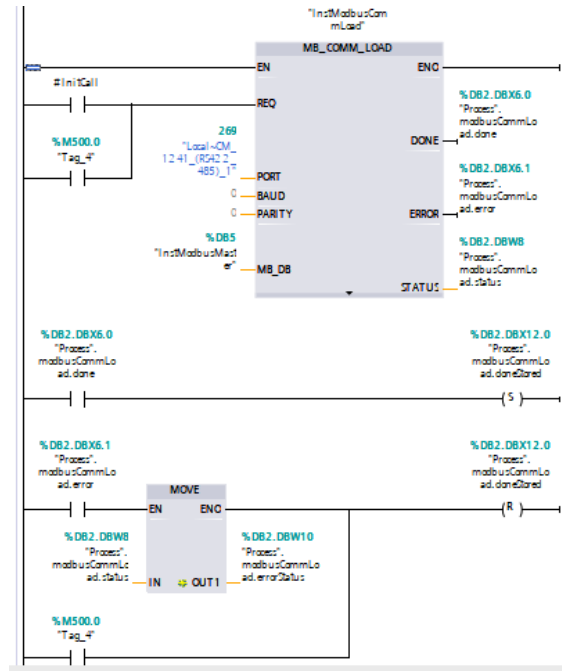 "InstModbusCom
mLoad"
MB_COMM_LOAD
EN
ENO
#InitCall
REQ
%DB2.DBX6.0
"Process".
modbusCommLo
ad.done
DONE
%M500.0
"Tag_4"
269
"Local~CM_
1241_(RS422_
485)_1"
PORT
0
BAUD
0
PARITY
%DB2.DBX6.1
"Process".
modbusCommLo
ad.error
ERROR
%DB5
"InstModbusMast
er"
MB_DB
%DB2.DBW8
"Process".
modbusCommLo
ad.status
STATUS
%DB2.DBX6.0
"Process".
modbusCommLo
ad.done
%DB2.DBX12.0
"Process".
modbusCommLo
ad.doneStored
S
%DB2.DBX6.1
"Process".
modbusCommLo
ad.error
%DB2.DBX12.0
"Process".
modbusCommLo
ad.doneStored
R
MOVE
EN
ENO
%DB2.DBW8
"Process".
modbusCommLo
ad.status
IN
OUT1
%DB2.DBW10
"Process".
modbusCommLo
ad.errorStatus
%M500.0
"Tag_4"